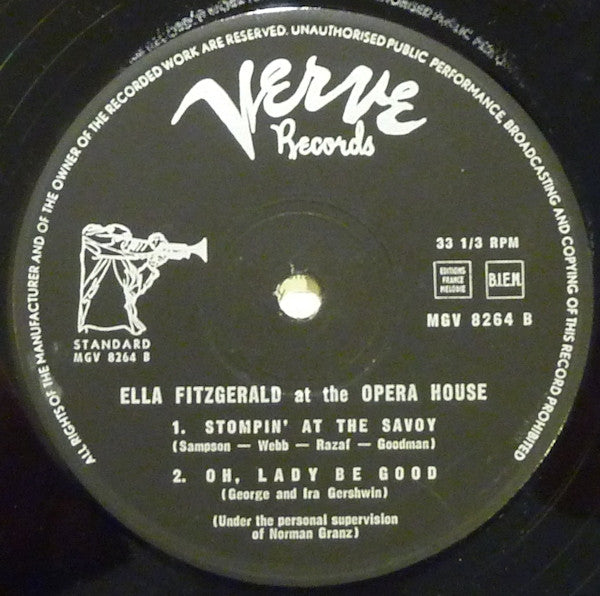 ALL RIGHTS OF THE MANUFACTURER AND OF THE OWNER OF THE RECORDED WORK ARE RESERVED. UNAUTHORISED PUBLIC PERFORMANCE, BROADCASTING AND COPYING OF THIS RECORD PROHIBITED
Verve
Records
33 1/3 RPM
EDITIONS
FRANCE
MELODIE
B.I.E.M.
MGV 8264 B
STANDARD
MGV 8264 B
ELLA FITZGERALD at the OPERA HOUSE
1. STOMPIN' AT THE SAVOY
(Sampson — Webb — Razaf — Goodman)
2. OH, LADY BE GOOD
(George and Ira Gershwin)
(Under the personal supervision
of Norman Granz)